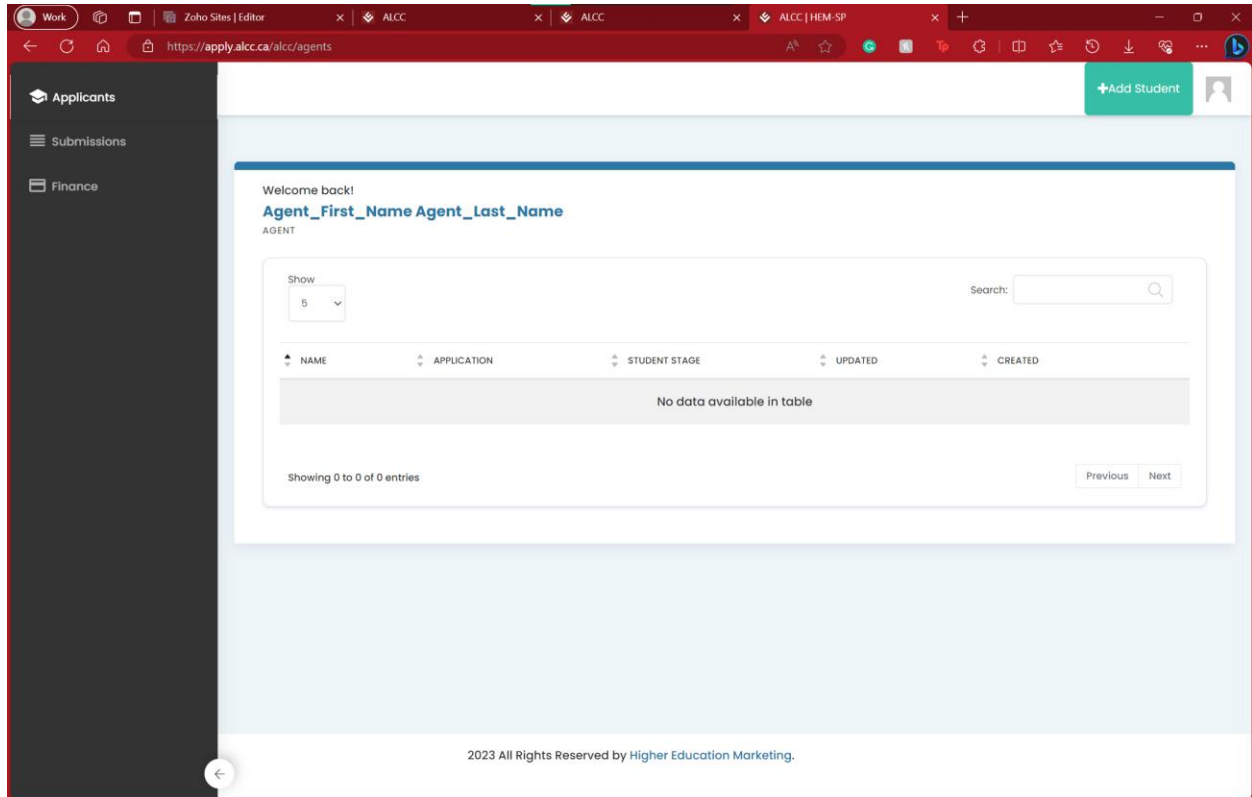 Work
Zoho Sites | Editor
ALCC
ALCC
ALCC | HEM-SP
https://apply.alcc.ca/alcc/agents
Applicants
Submissions
Finance
+Add Student
Welcome back!
Agent_First_Name Agent_Last_Name
AGENT
Show
5
Search:
NAME APPLICATION STUDENT STAGE UPDATED CREATED
No data available in table
Showing 0 to 0 of 0 entries
Previous Next
2023 All Rights Reserved by Higher Education Marketing.